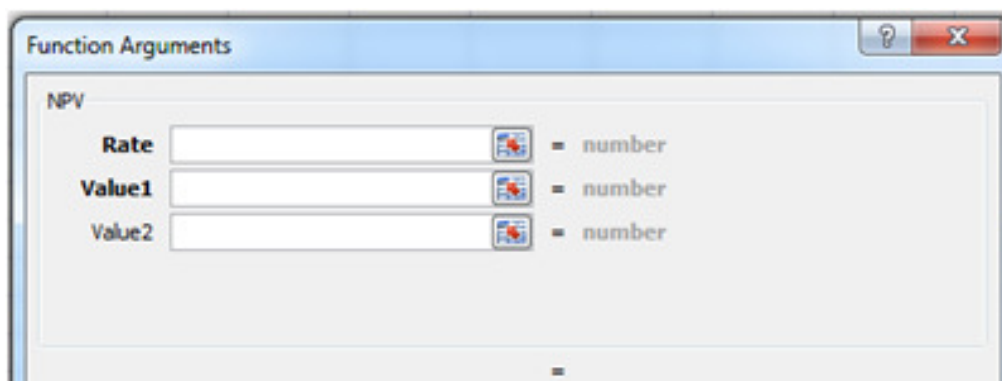 Function Arguments
NPV
Rate = number
Value1 = number
Value2 = number
=